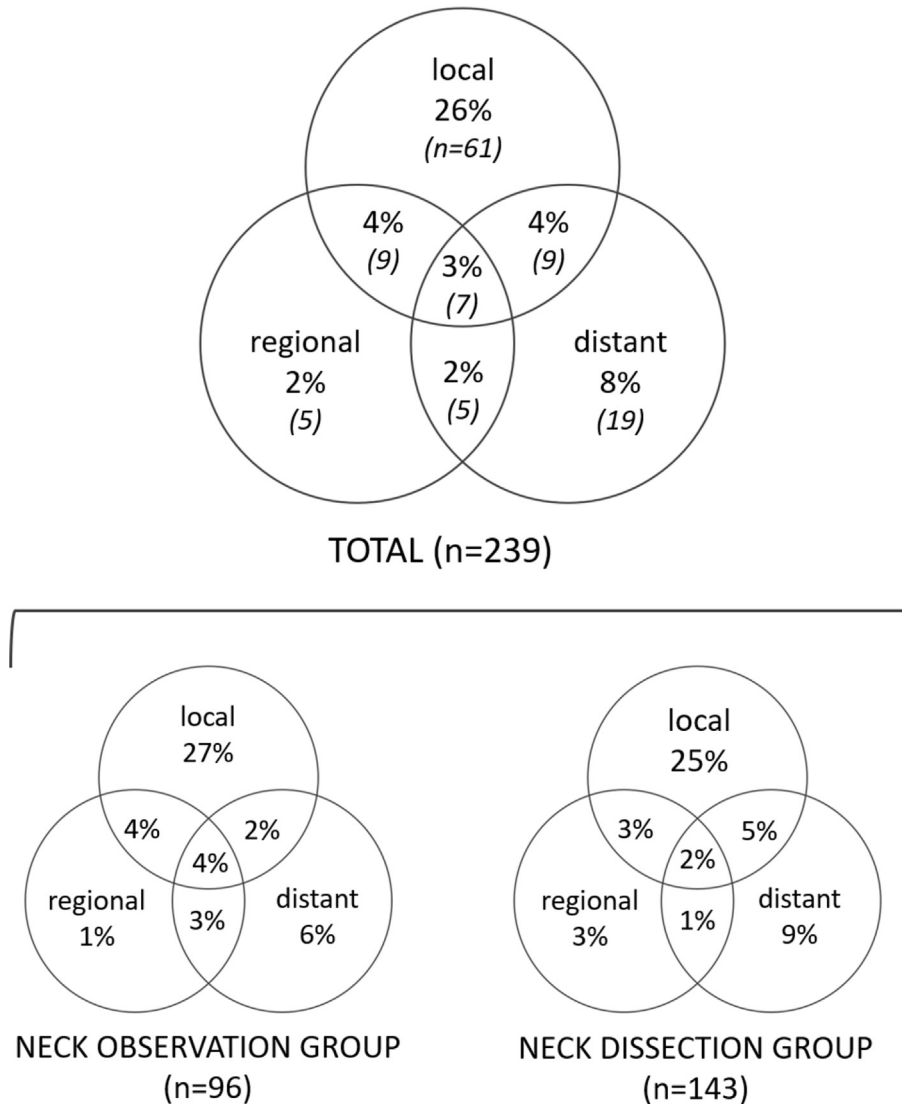 local
26%
(n=61)
4%
(9)
4%
(9)
3%
(7)
regional
2%
(5)
2%
(5)
distant
8%
(19)
TOTAL (n=239)
local
27%
4%
2%
4%
regional
1%
3%
distant
6%
NECK OBSERVATION GROUP
(n=96)
local
25%
3%
5%
2%
regional
3%
1%
distant
9%
NECK DISSECTION GROUP
(n=143)